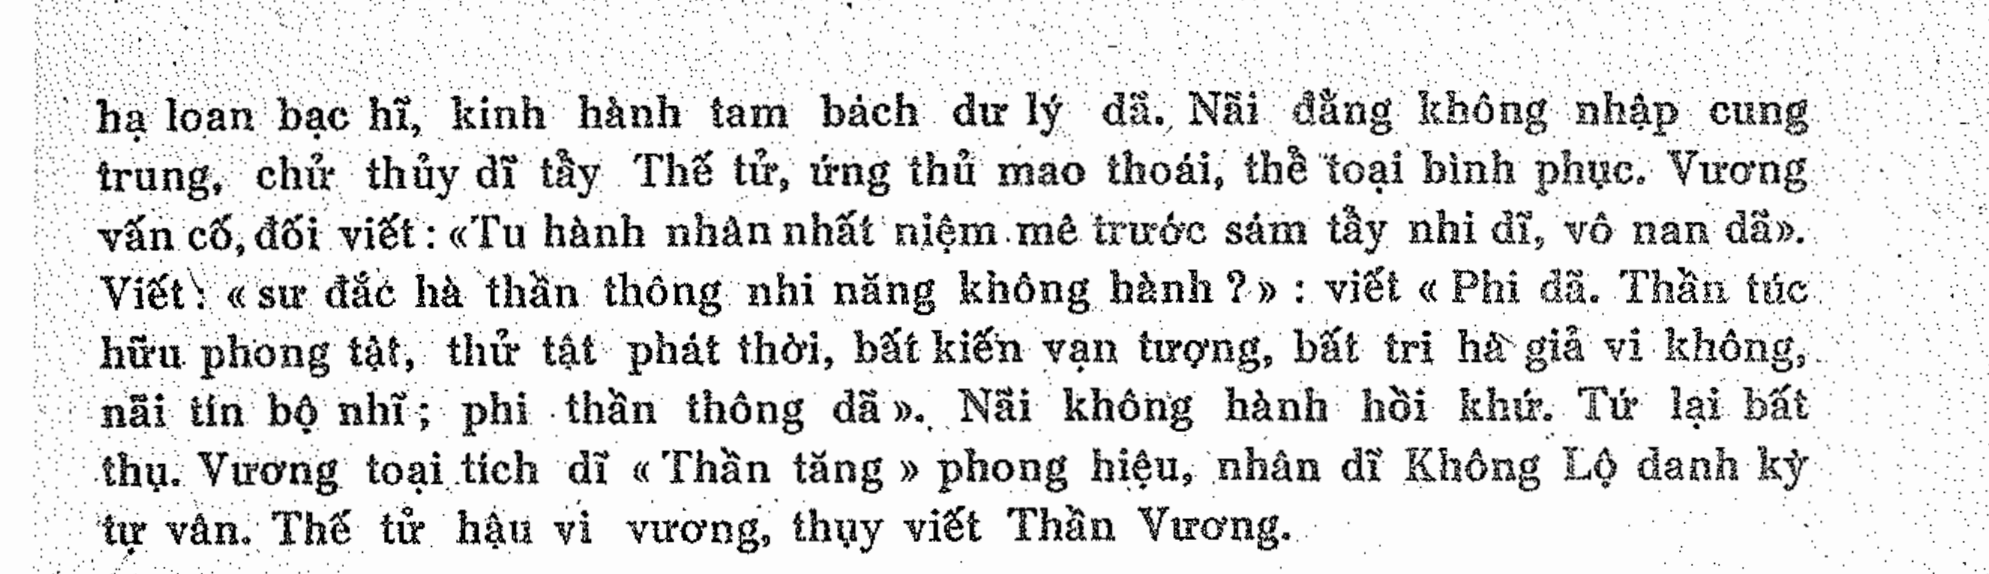 hạ loan bạc hĩ, kinh hành tam bách dư lý dã. Nãi đằng không nhập cung
trung, chử thủy dĩ tẩy Thế tử, ứng thủ mao thoái, thể toại bình phục. Vương
vấn cố, đối viết : «Tu hành nhân nhất niệm mê trước sám tẩy nhi dĩ, vô nan dã».
Viết : « sư đắc hà thần thông nhi năng không hành ? » : viết « Phi dã. Thần túc
hữu phong tật, thử tật phát thời, bất kiến vạn tượng, bất tri hà giả vi không,
nãi tín bộ nhĩ ; phi thần thông dã ». Nãi không hành hồi khứ. Tứ lại bất
thụ. Vương toại tích dĩ « Thần tăng » phong hiệu, nhân dĩ Không Lộ danh kỳ
tự vân. Thế tử hậu vi vương, thụy viết Thần Vương.